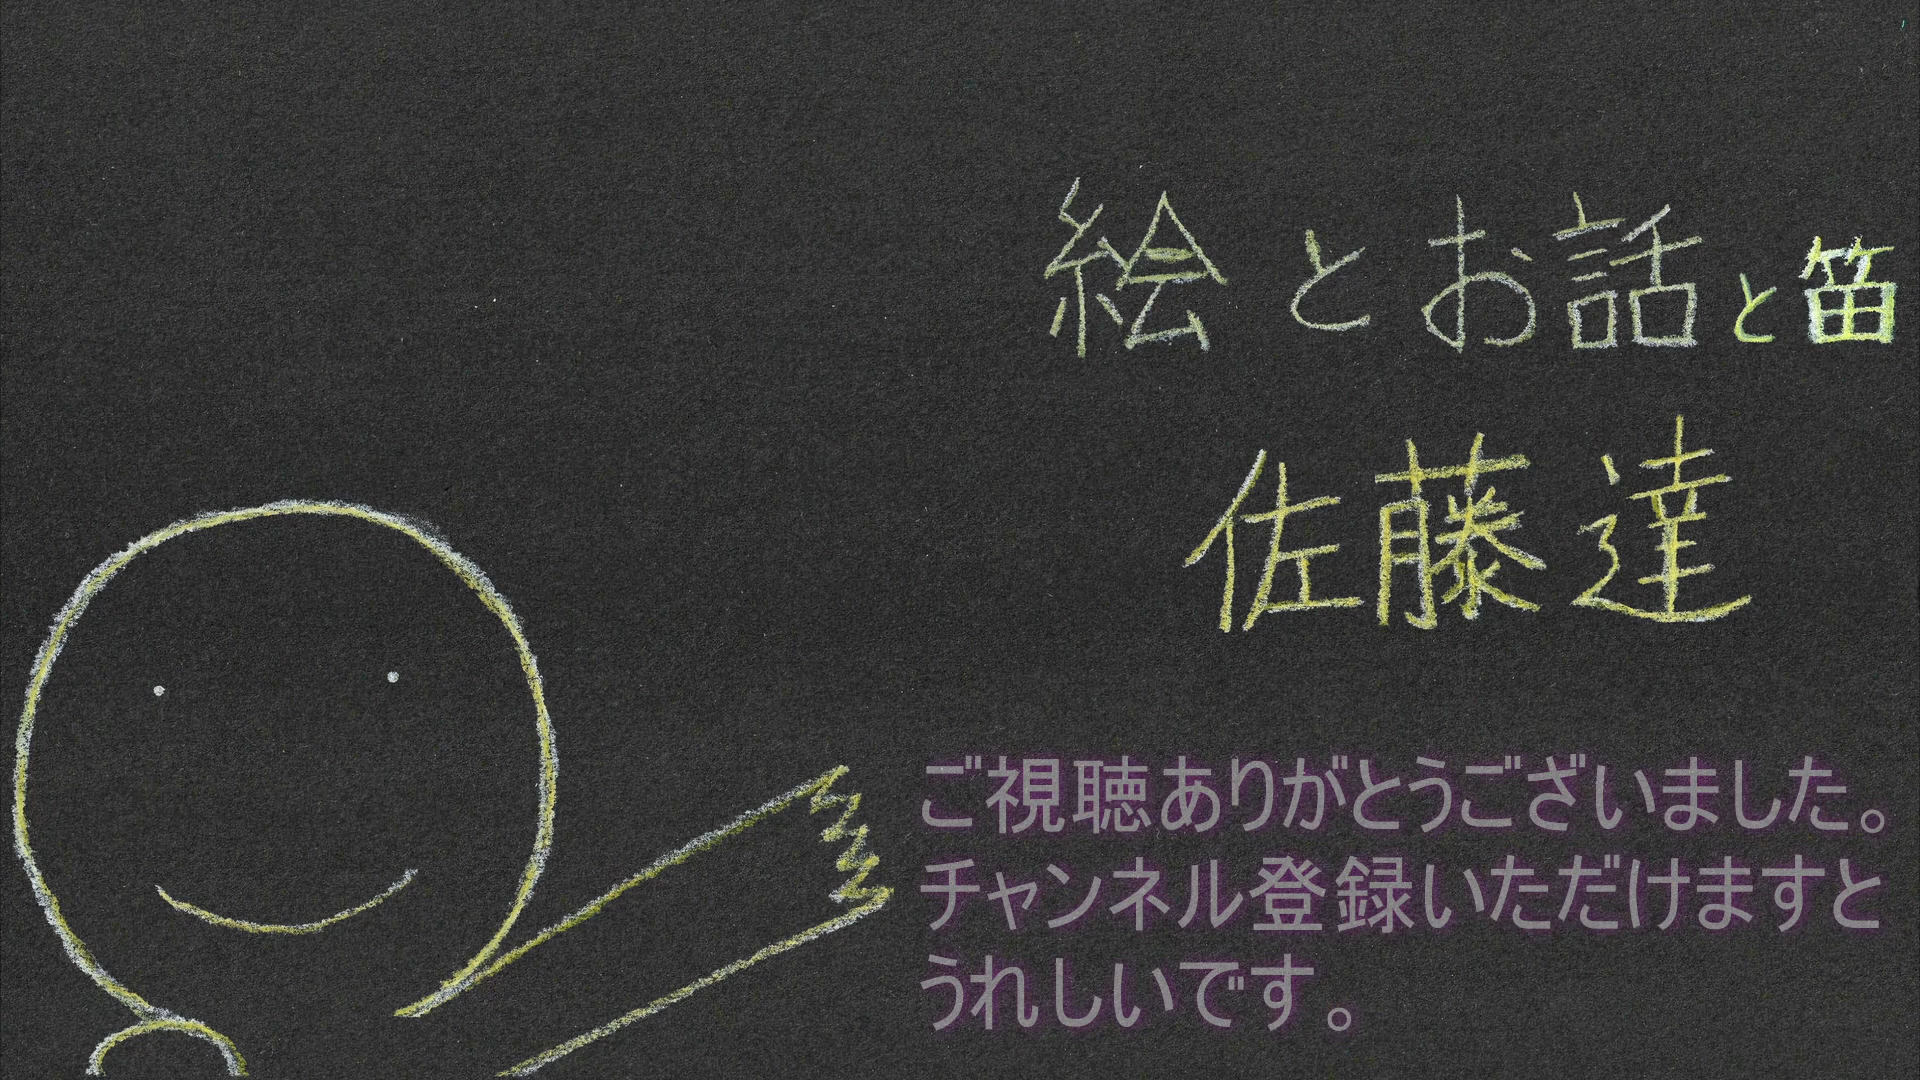 絵とお話と笛
佐藤達
ご視聴ありがとうございました。
チャンネル登録いただけますと
うれしいです。